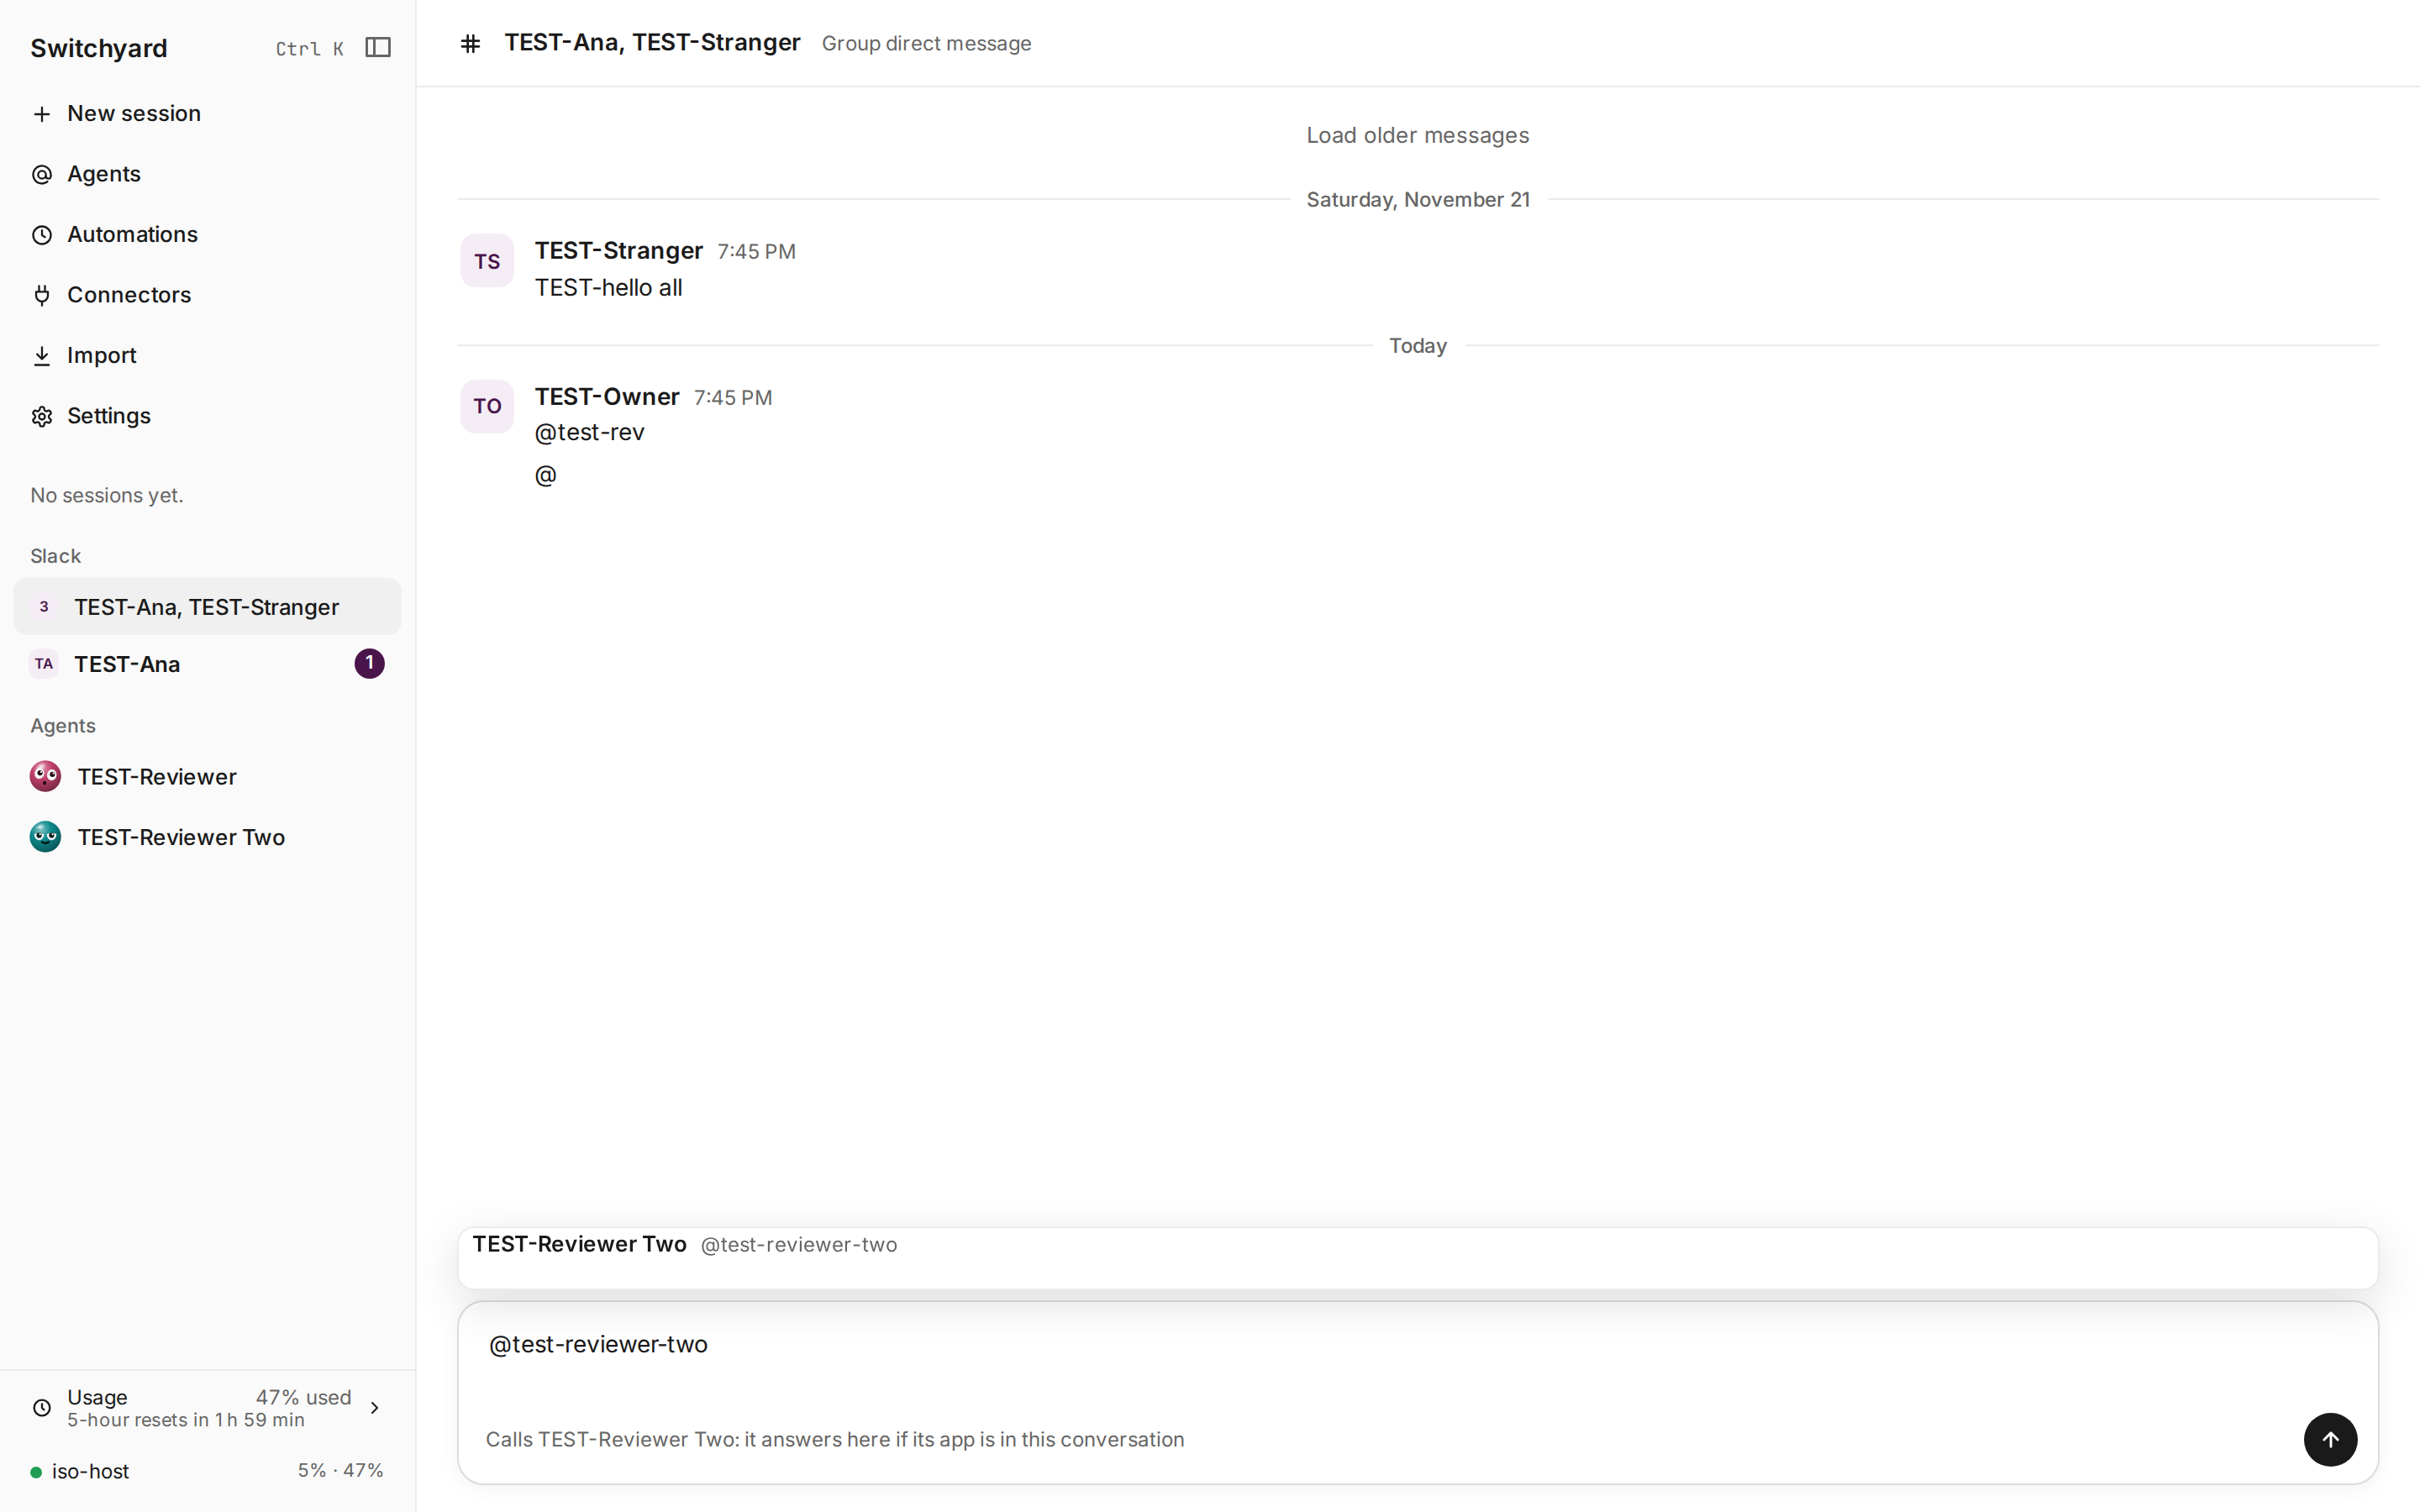 Switchyard
Ctrl K
New session
Agents
Automations
Connectors
Import
Settings
No sessions yet.
Slack
3 TEST-Ana, TEST-Stranger
TA TEST-Ana 1
Agents
TEST-Reviewer
TEST-Reviewer Two
Usage 47% used
5-hour resets in 1 h 59 min
iso-host 5% · 47%
# TEST-Ana, TEST-Stranger Group direct message
Load older messages
Saturday, November 21
TS TEST-Stranger 7:45 PM
TEST-hello all
Today
TO TEST-Owner 7:45 PM
@test-rev
@
TEST-Reviewer Two @test-reviewer-two
@test-reviewer-two
Calls TEST-Reviewer Two: it answers here if its app is in this conversation